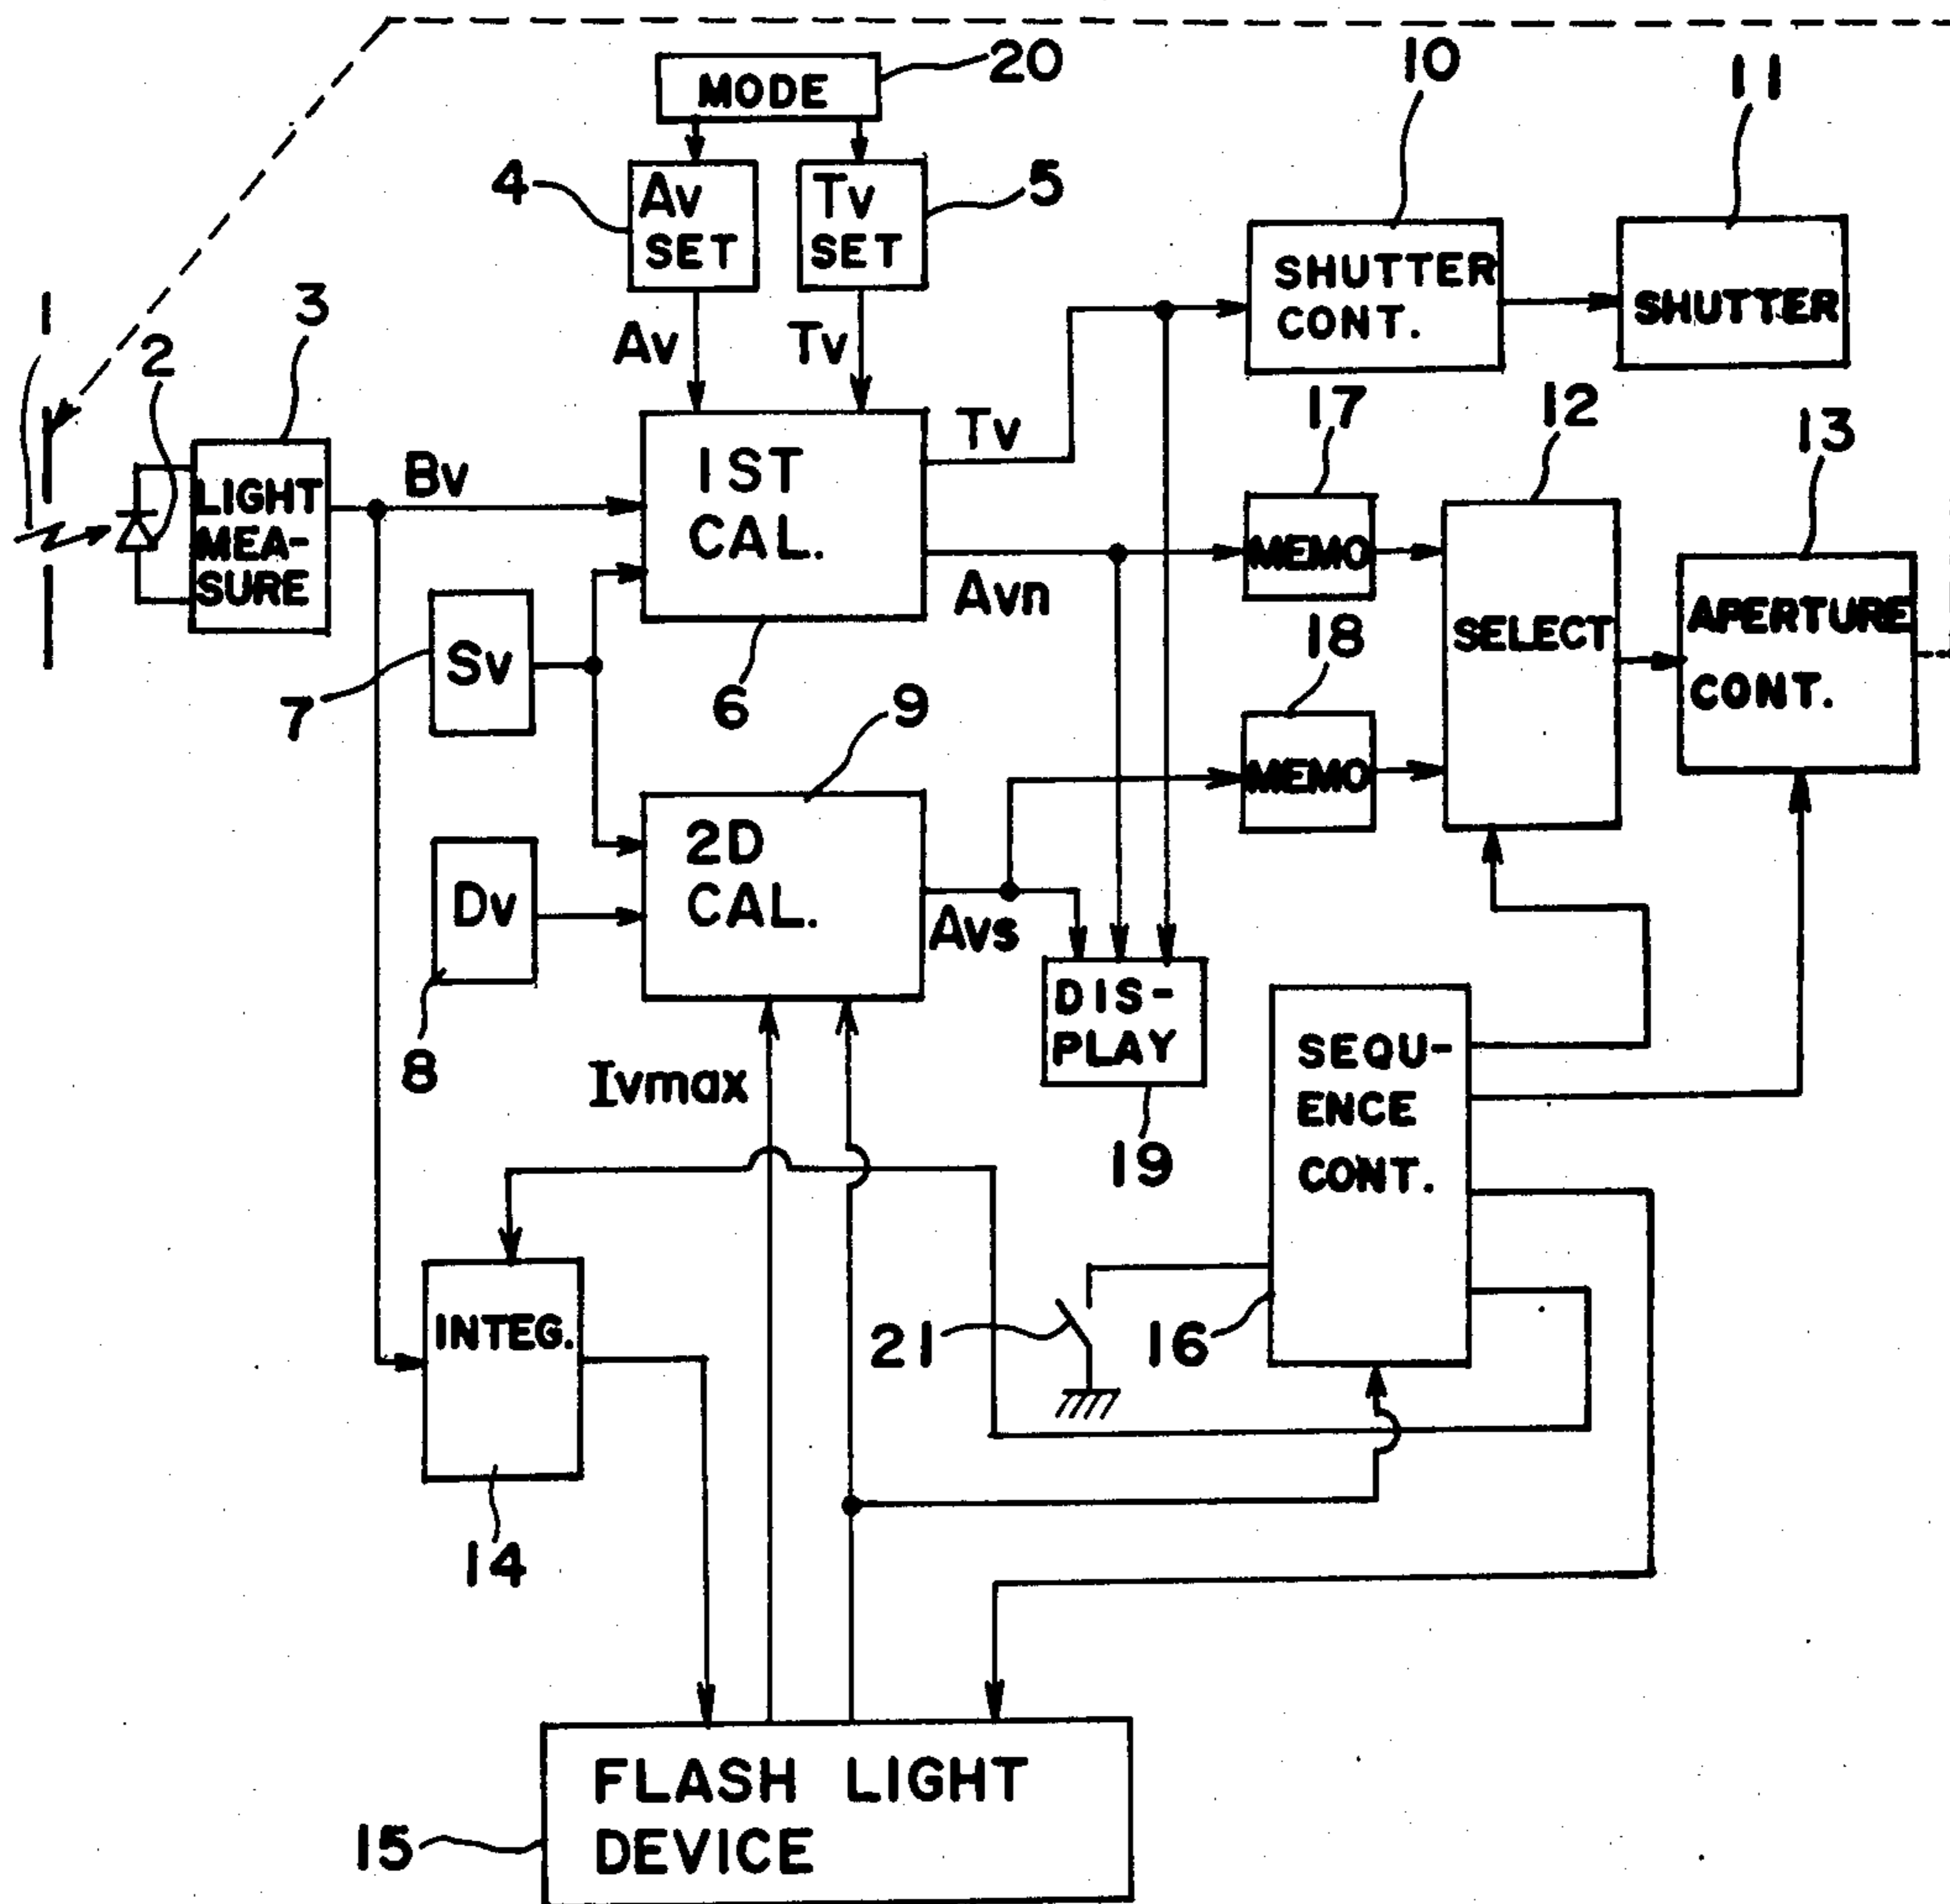 20
MODE
10
11
4
Av
SET
Tv
SET
5
SHUTTER
CONT.
SHUTTER
1
2
3
Av
Tv
17
12
13
LIGHT
MEA-
SURE
Bv
1ST
CAL.
Tv
Avn
MEMO
SELECT
APERTURE
CONT.
7
Sv
6
9
18
MEMO
8
Dv
2D
CAL.
Avs
DIS-
PLAY
19
Ivmax
SEQU-
ENCE
CONT.
INTEG.
21
16
14
FLASH LIGHT
DEVICE
15